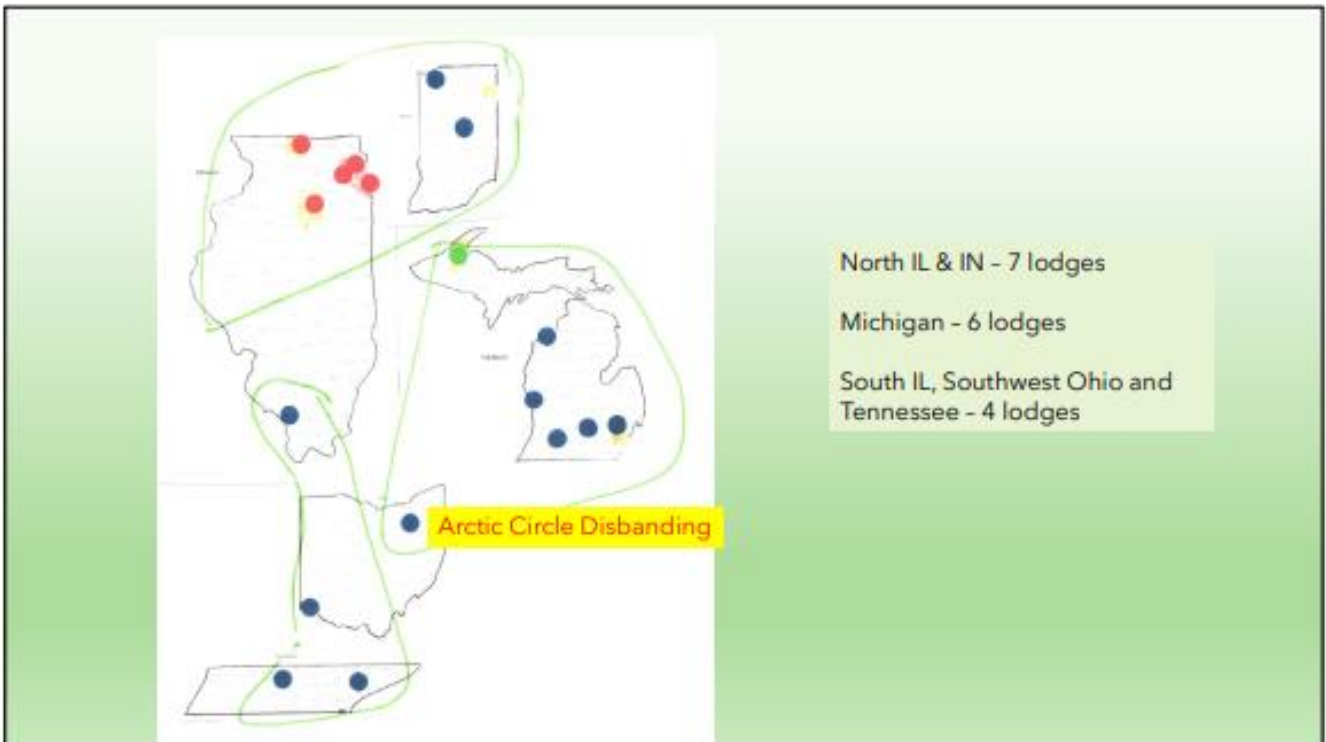 North IL & IN – 7 lodges
Michigan – 6 lodges
South IL, Southwest Ohio and
Tennessee – 4 lodges
Arctic Circle Disbanding